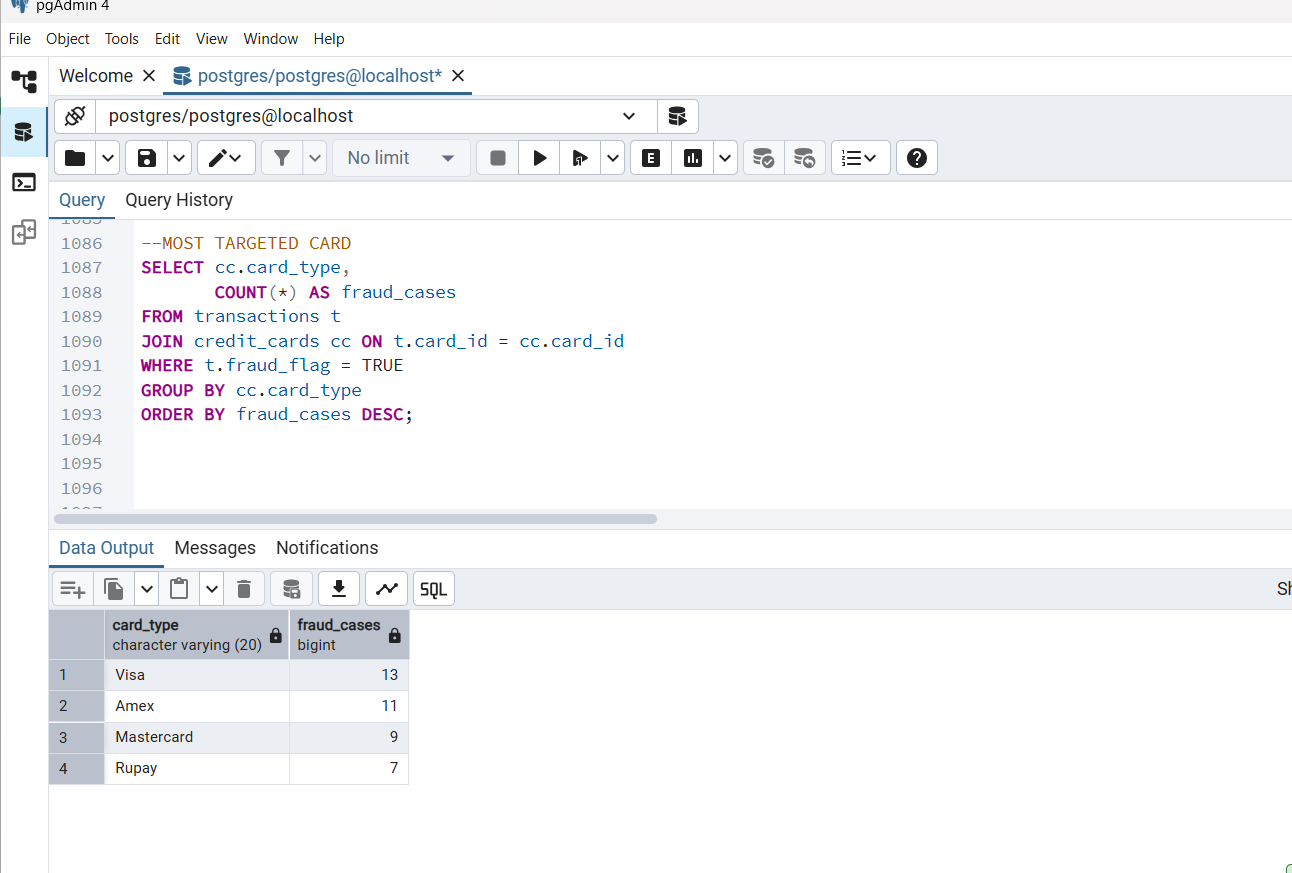 pgAdmin 4
File Object Tools Edit View Window Help
Welcome postgres/postgres@localhost*
postgres/postgres@localhost
No limit E
Query Query History
1085
1086 --MOST TARGETED CARD
1087 SELECT cc.card_type,
1088 COUNT(*) AS fraud_cases
1089 FROM transactions t
1090 JOIN credit_cards cc ON t.card_id = cc.card_id
1091 WHERE t.fraud_flag = TRUE
1092 GROUP BY cc.card_type
1093 ORDER BY fraud_cases DESC;
1094
1095
1096
1097
Data Output Messages Notifications
SQL
card_type fraud_cases
character varying (20) bigint
1 Visa 13
2 Amex 11
3 Mastercard 9
4 Rupay 7